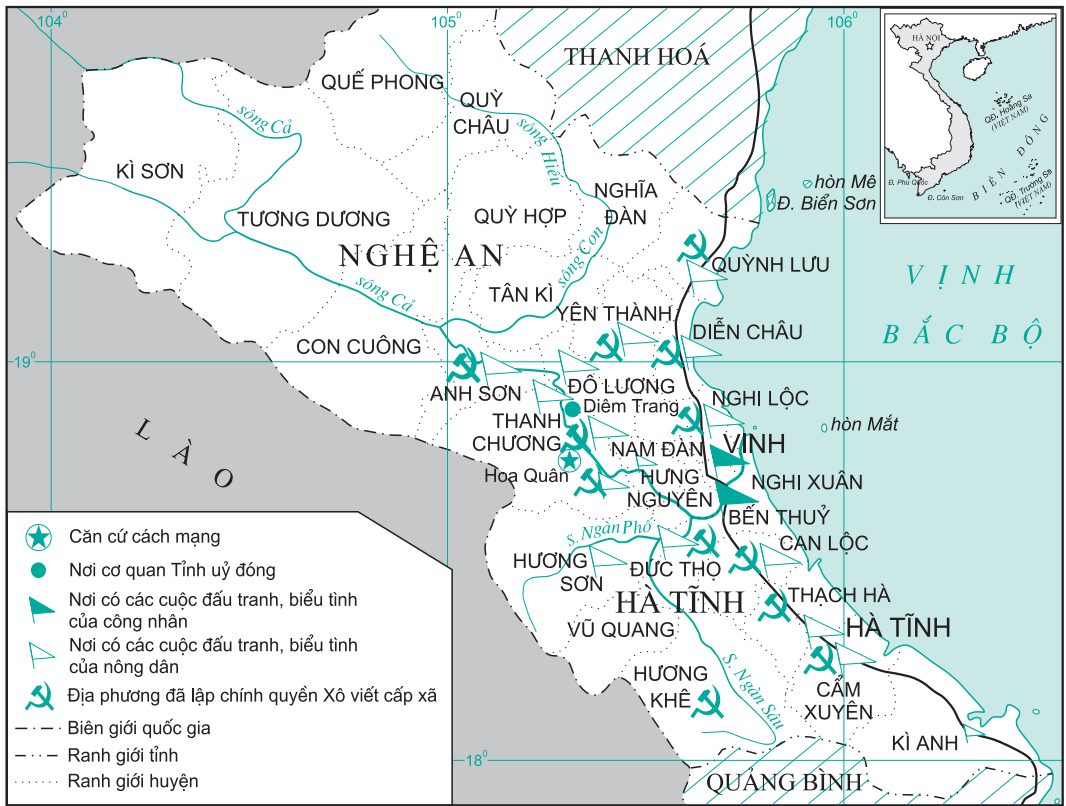 104⁰
105⁰
106⁰
THANH HOÁ
HÀ NỘI
QĐ. Hoàng Sa
(VIỆT NAM)
BIỂN ĐÔNG
Đ. Phú Quốc
Đ. Côn Sơn
QĐ. Trường Sa
(VIỆT NAM)
QUẾ PHONG
QUỲ
CHÂU
sông Cả
sông Hiếu
KÌ SƠN
hòn Mê
Đ. Biển Sơn
NGHĨA
ĐÀN
TƯƠNG DƯƠNG
QUỲ HỢP
NGHỆ AN
sông Con
QUỲNH LƯU
VỊNH
BẮC BỘ
sông Cả
TÂN KÌ
YÊN THÀNH
DIỄN CHÂU
CON CUÔNG
19⁰
19⁰
ANH SƠN
ĐÔ LƯƠNG
Diêm Trang
NGHI LỘC
THANH
CHƯƠNG
hòn Mắt
NAM ĐÀN
VINH
LÀO
Hoa Quân
HƯNG
NGUYÊN
NGHI XUÂN
BẾN THUỶ
S. Ngàn Phố
CAN LỘC
HƯƠNG
SƠN
ĐỨC THỌ
THẠCH HÀ
HÀ TĨNH
HÀ TĨNH
VŨ QUANG
HƯƠNG
KHÊ
S. Ngàn Sâu
CẨM
XUYÊN
KÌ ANH
18⁰
QUẢNG BÌNH
Căn cứ cách mạng
Nơi cơ quan Tỉnh uỷ đóng
Nơi có các cuộc đấu tranh, biểu tình
của công nhân
Nơi có các cuộc đấu tranh, biểu tình
của nông dân
Địa phương đã lập chính quyền Xô viết cấp xã
Biên giới quốc gia
Ranh giới tỉnh
Ranh giới huyện